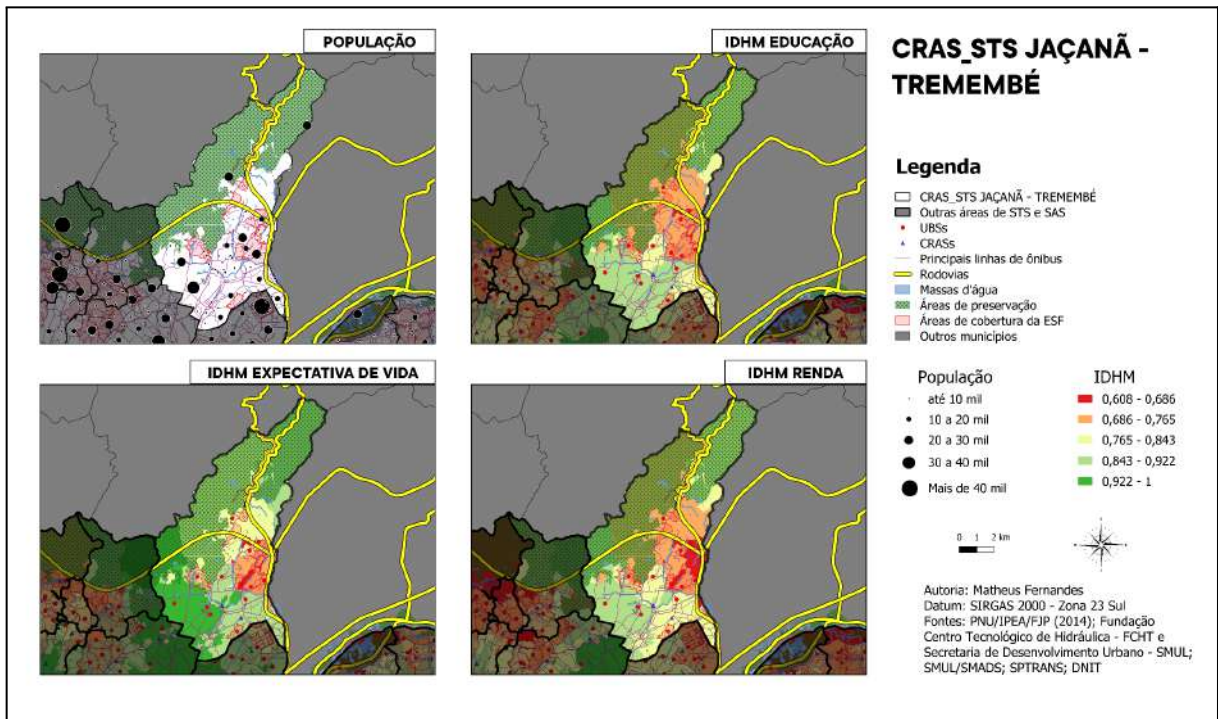 POPULAÇÃO
IDHM EDUCAÇÃO
IDHM EXPECTATIVA DE VIDA
IDHM RENDA
CRAS_STS JAÇANÃ -
TREMEMBÉ
Legenda
CRAS_STS JAÇANÃ - TREMEMBÉ
Outras áreas de STS e SAS
UBSs
CRASs
Principais linhas de ônibus
Rodovias
Massas d'água
Áreas de preservação
Áreas de cobertura da ESF
Outros municípios
População
até 10 mil
10 a 20 mil
20 a 30 mil
30 a 40 mil
Mais de 40 mil
IDHM
0,608 - 0,686
0,686 - 0,765
0,765 - 0,843
0,843 - 0,922
0,922 - 1
0 1 2 km
Autoria: Matheus Fernandes
Datum: SIRGAS 2000 - Zona 23 Sul
Fontes: PNU/IPEA/FJP (2014); Fundação
Centro Tecnológico de Hidráulica - FCHT e
Secretaria de Desenvolvimento Urbano - SMUL;
SMUL/SMADS; SPTRANS; DNIT